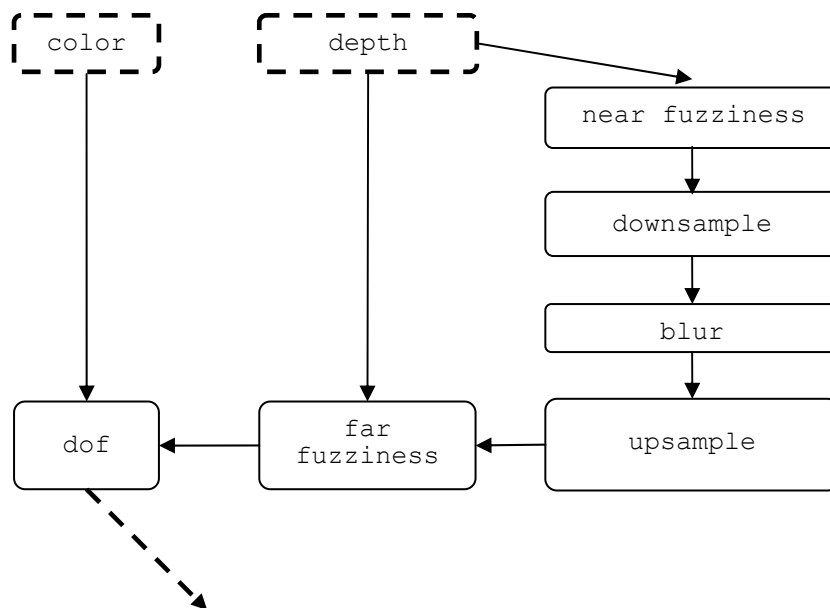 color
depth
near fuzziness
downsample
blur
dof
far
fuzziness
upsample